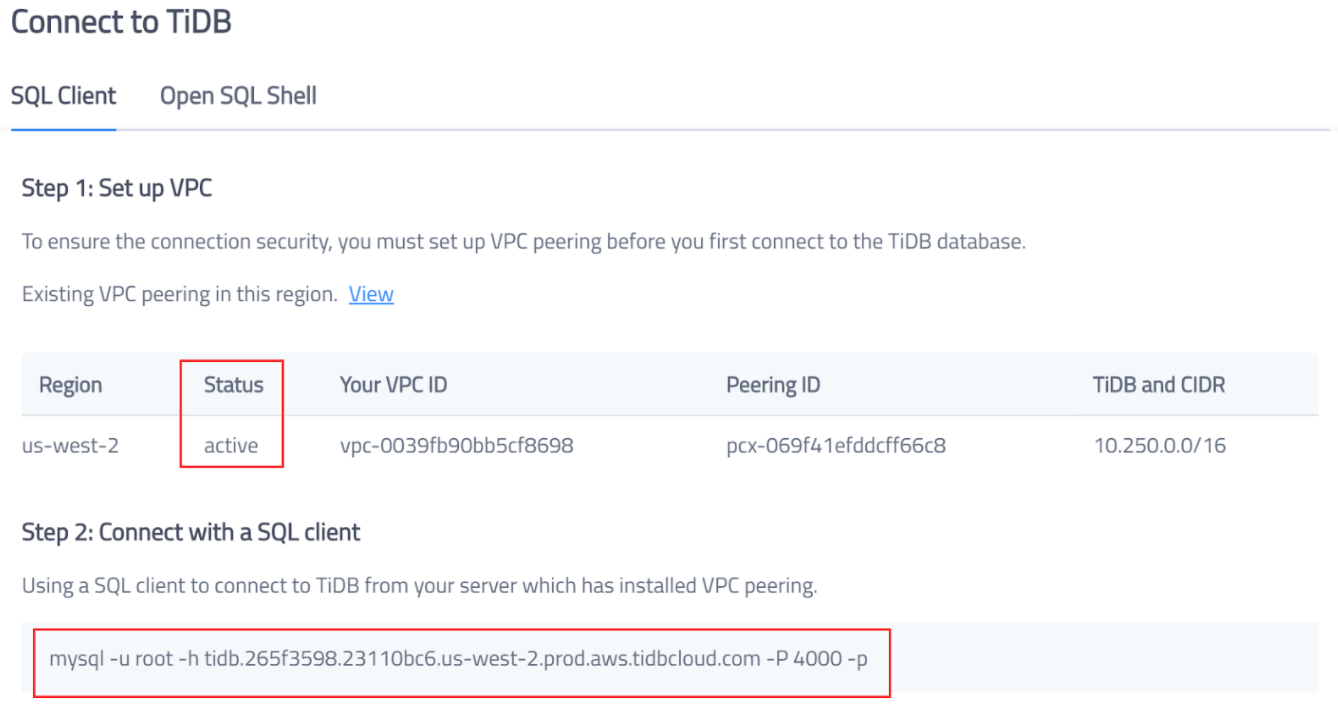 Connect to TiDB
SQL Client Open SQL Shell
Step 1: Set up VPC
To ensure the connection security, you must set up VPC peering before you first connect to the TiDB database.
Existing VPC peering in this region. View
Region Status Your VPC ID Peering ID TiDB and CIDR
us-west-2 active vpc-0039fb90bb5cf8698 pcx-069f41efddcff66c8 10.250.0.0/16
Step 2: Connect with a SQL client
Using a SQL client to connect to TiDB from your server which has installed VPC peering.
mysql -u root -h tidb.265f3598.23110bc6.us-west-2.prod.aws.tidbcloud.com -P 4000 -p